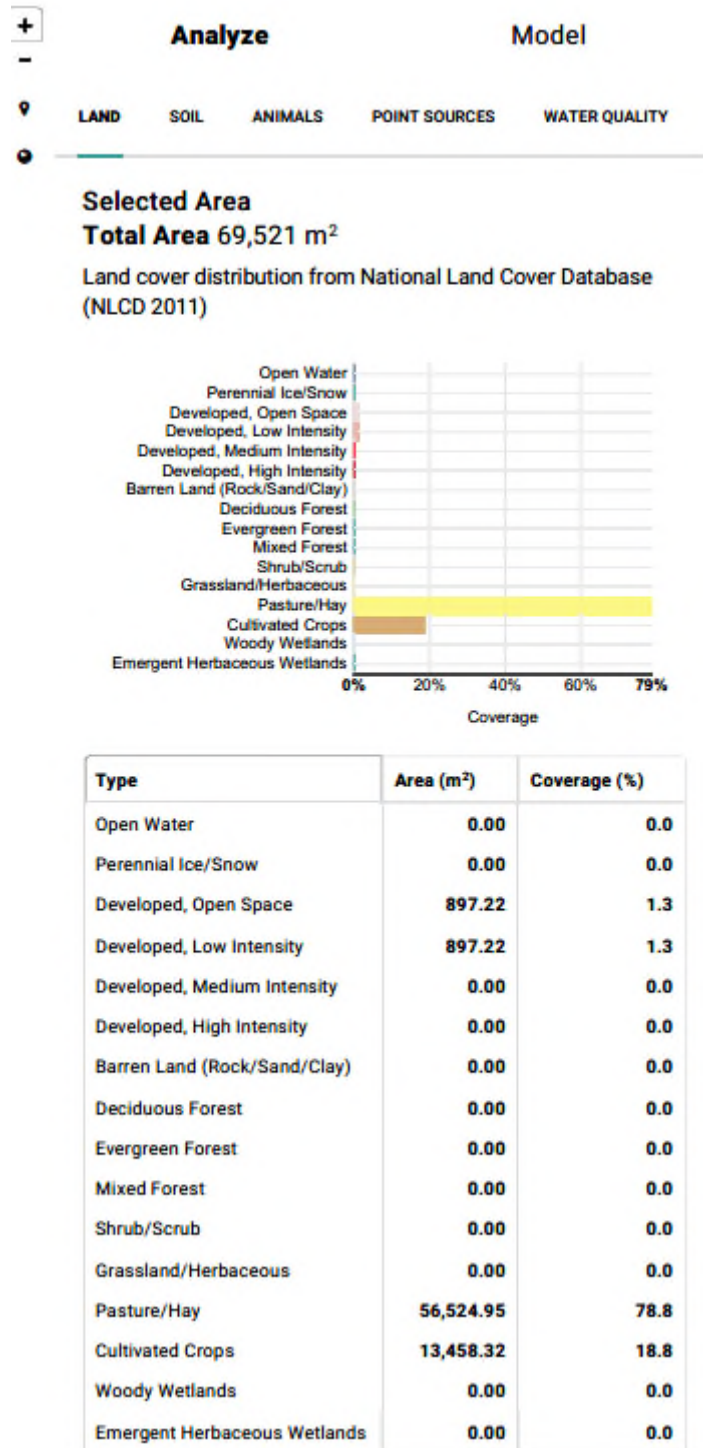 +
Analyze Model
-
LAND SOIL ANIMALS POINT SOURCES WATER QUALITY
Selected Area
Total Area 69,521 m²
Land cover distribution from National Land Cover Database
(NLCD 2011)
Open Water
Perennial Ice/Snow
Developed, Open Space
Developed, Low Intensity
Developed, Medium Intensity
Developed, High Intensity
Barren Land (Rock/Sand/Clay)
Deciduous Forest
Evergreen Forest
Mixed Forest
Shrub/Scrub
Grassland/Herbaceous
Pasture/Hay
Cultivated Crops
Woody Wetlands
Emergent Herbaceous Wetlands
0% 20% 40% 60% 79%
Coverage
Type Area (m²) Coverage (%)
Open Water 0.00 0.0
Perennial Ice/Snow 0.00 0.0
Developed, Open Space 897.22 1.3
Developed, Low Intensity 897.22 1.3
Developed, Medium Intensity 0.00 0.0
Developed, High Intensity 0.00 0.0
Barren Land (Rock/Sand/Clay) 0.00 0.0
Deciduous Forest 0.00 0.0
Evergreen Forest 0.00 0.0
Mixed Forest 0.00 0.0
Shrub/Scrub 0.00 0.0
Grassland/Herbaceous 0.00 0.0
Pasture/Hay 56,524.95 78.8
Cultivated Crops 13,458.32 18.8
Woody Wetlands 0.00 0.0
Emergent Herbaceous Wetlands 0.00 0.0